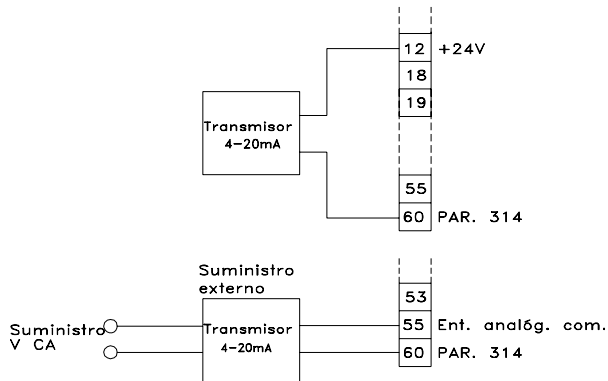 12 +24V
18
19
Transmisor
4-20mA
55
60 PAR. 314
Suministro
externo
53
Suministro
V CA
Transmisor
4-20mA
55 Ent. analóg. com.
60 PAR. 314